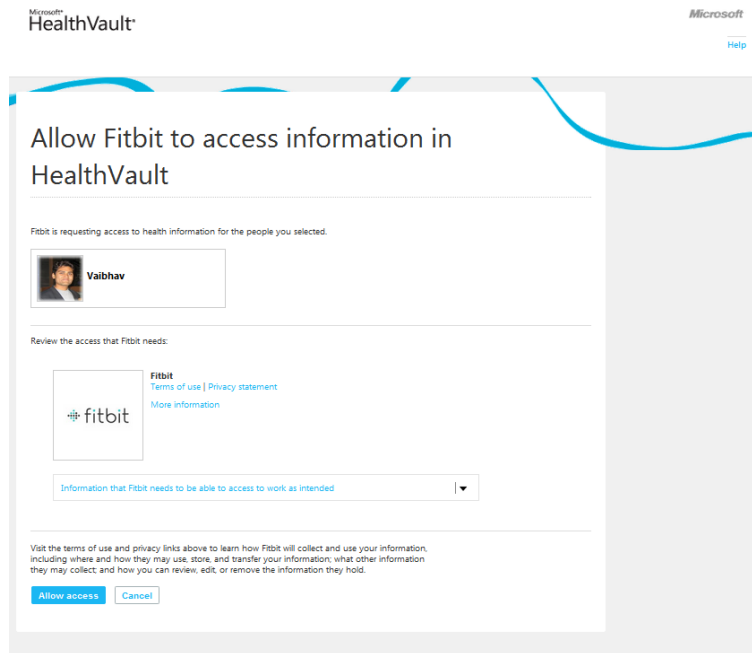 Microsoft®
HealthVault®
Microsoft
Help
Allow Fitbit to access information in
HealthVault
Fitbit is requesting access to health information for the people you selected.
Vaibhav
Review the access that Fitbit needs:
Fitbit
Terms of use | Privacy statement
More information
fitbit
Information that Fitbit needs to be able to access to work as intended.
Visit the terms of use and privacy links above to learn how Fitbit will collect and use your information,
including where and how they may use, store, and transfer your information; what other information
they may collect; and how you can review, edit, or remove the information they hold.
Allow access
Cancel